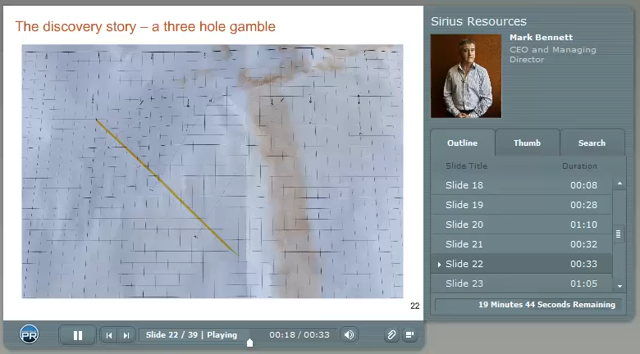 The discovery story – a three hole gamble
22
Sirius Resources
Mark Bennett
CEO and Managing
Director
Outline
Thumb
Search
Slide Title
Duration
Slide 18
00:08
Slide 19
00:28
Slide 20
01:10
Slide 21
00:32
Slide 22
00:33
Slide 23
01:05
19 Minutes 44 Seconds Remaining
PR
Slide 22 / 39 | Playing
00:18 / 00:33